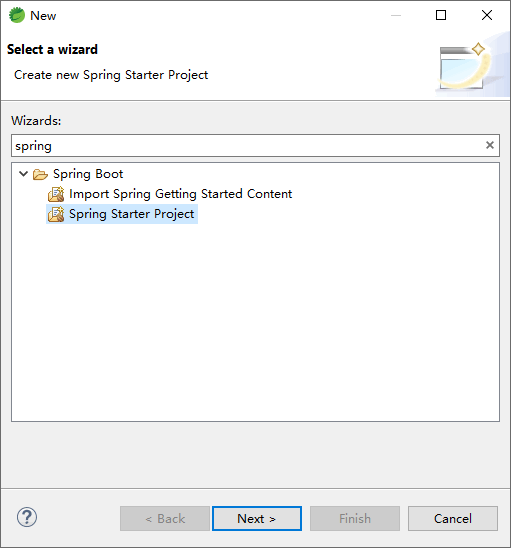 New
Select a wizard
Create new Spring Starter Project
Wizards:
spring
Spring Boot
Import Spring Getting Started Content
Spring Starter Project
?
< Back
Next >
Finish
Cancel